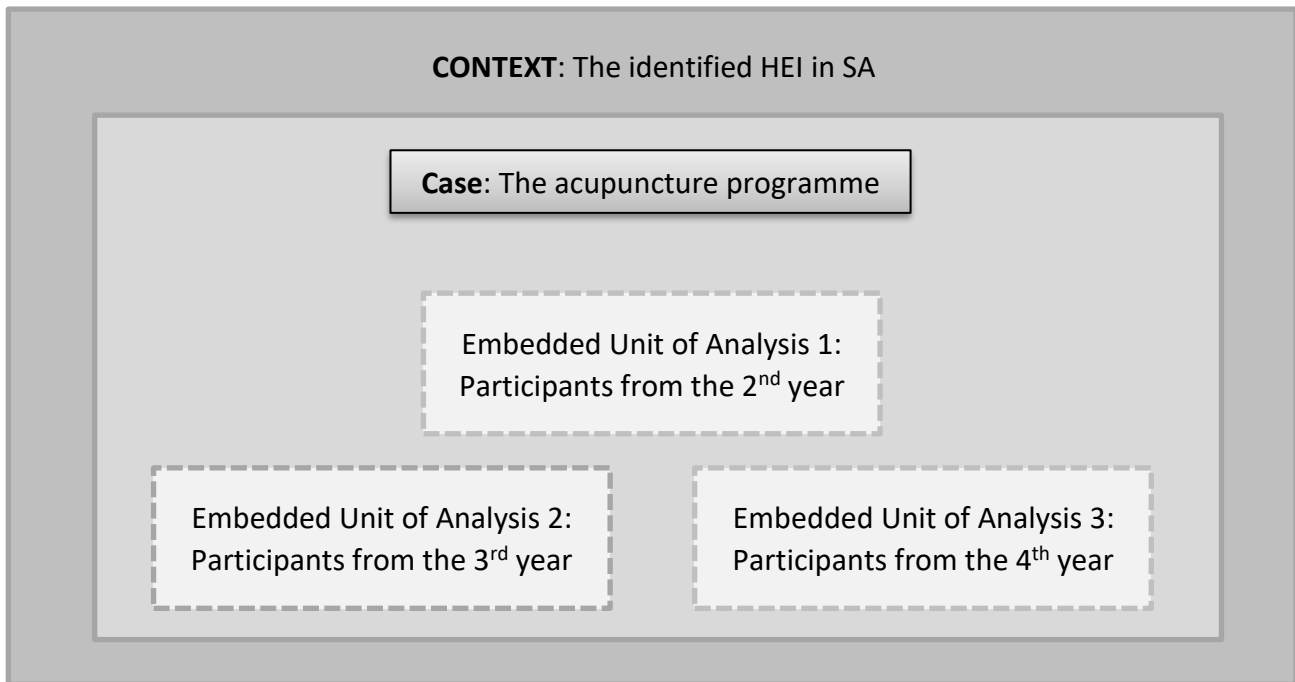 CONTEXT: The identified HEI in SA
Case: The acupuncture programme
Embedded Unit of Analysis 1:
Participants from the 2nd year
Embedded Unit of Analysis 2:
Participants from the 3rd year
Embedded Unit of Analysis 3:
Participants from the 4th year